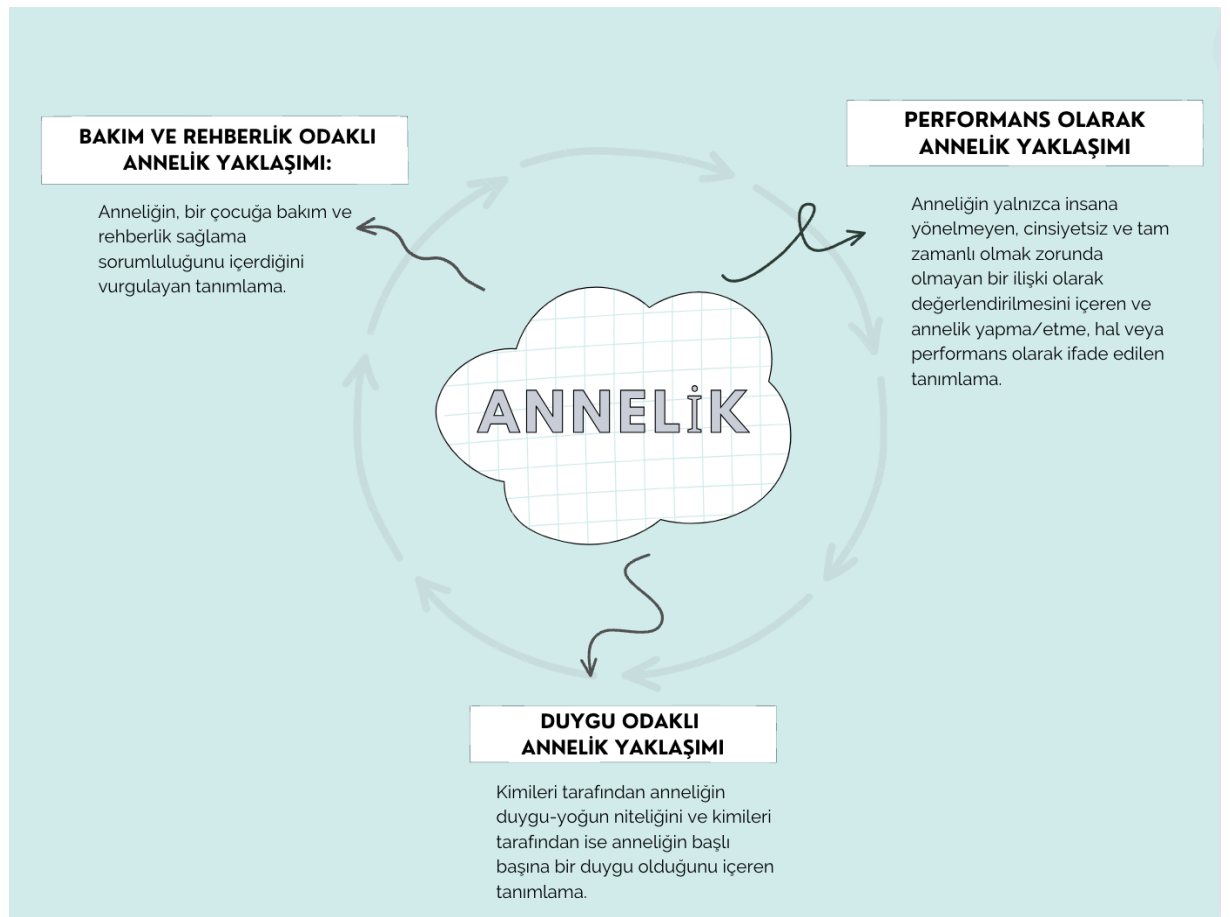 BAKIM VE REHBERLİK ODAKLI
ANNELİK YAKLAŞIMI:
Anneliğin, bir çocuğa bakım ve
rehberlik sağlama
sorumluluğunu içerdiğini
vurgulayan tanımlama.
PERFORMANS OLARAK
ANNELİK YAKLAŞIMI
Anneliğin yalnızca insana
yönelmeyen, cinsiyetsiz ve tam
zamanlı olmak zorunda
olmayan bir ilişki olarak
değerlendirilmesini içeren ve
annelik yapma/etme, hal veya
performans olarak ifade edilen
tanımlama.
ANNELİK
DUYGU ODAKLI
ANNELİK YAKLAŞIMI
Kimileri tarafından anneliğin
duygu-yoğun niteliğini ve kimileri
tarafından ise anneliğin başlı
başına bir duygu olduğunu içeren
tanımlama.